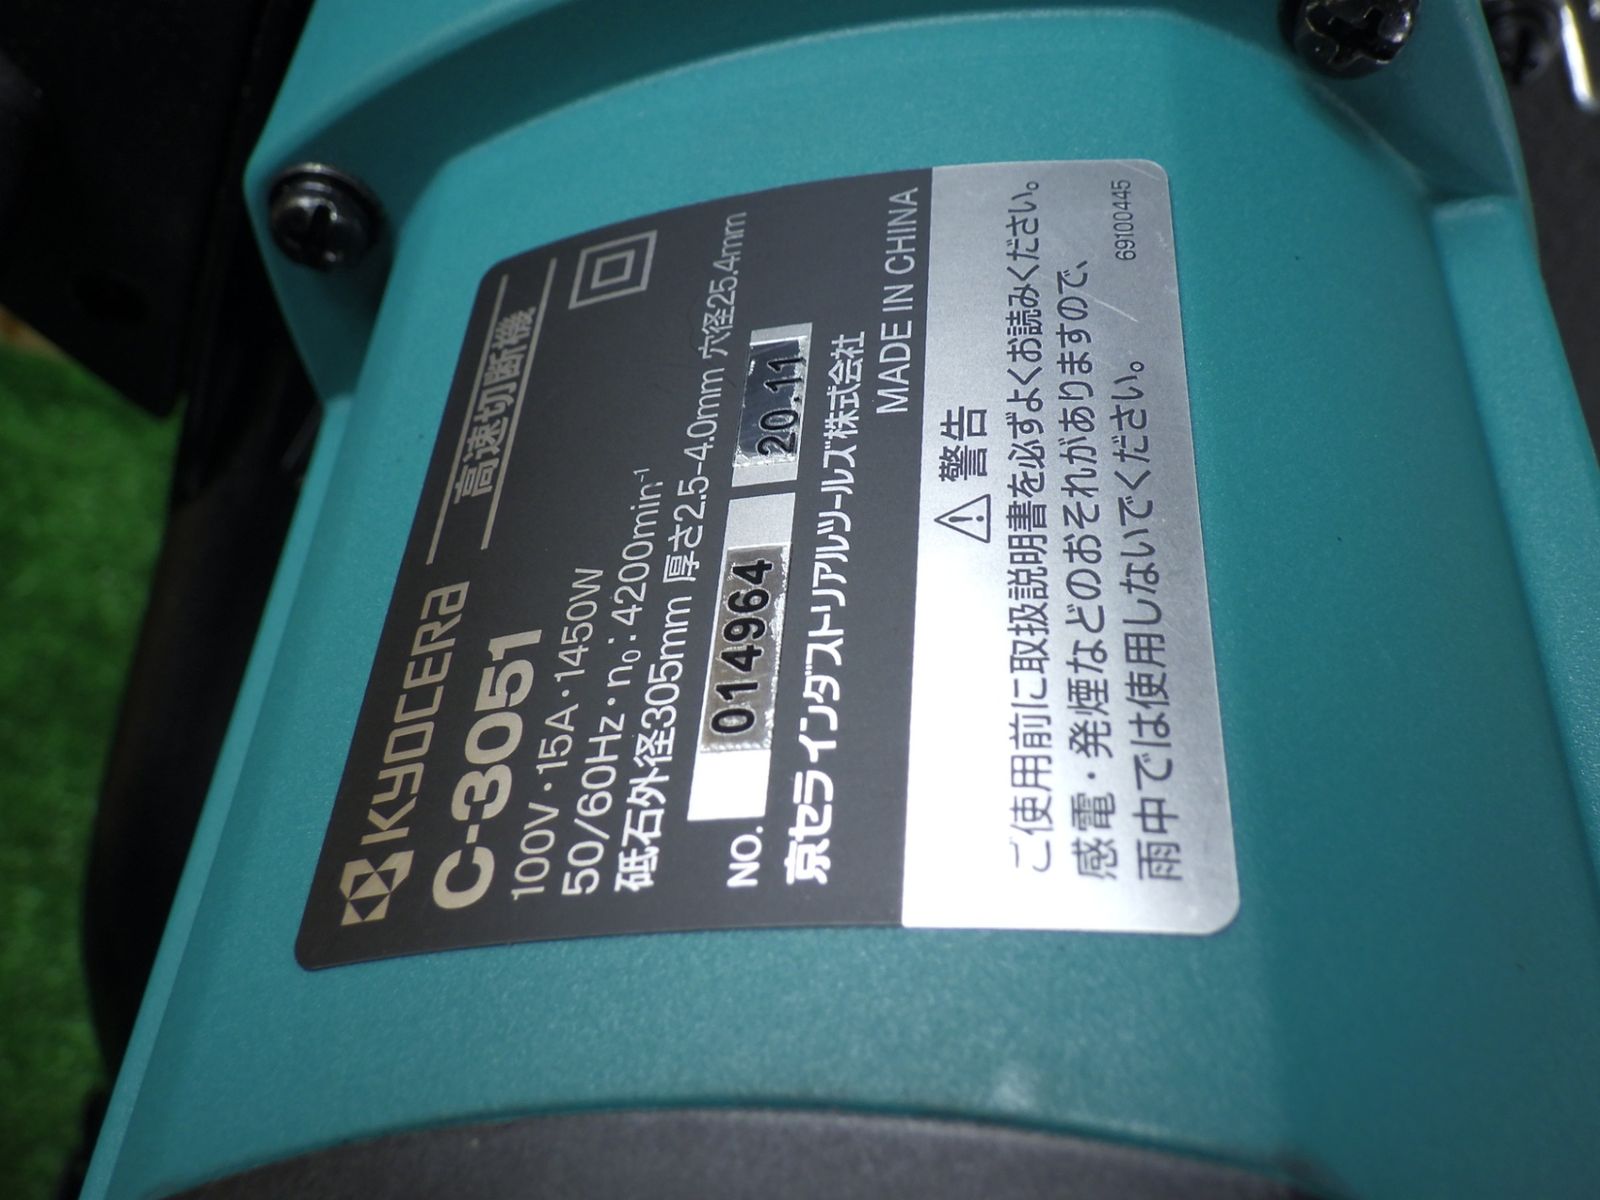 KYOCERA
高速切断機
C-3051
100V・15A・1450W
50/60Hz・n₀：4200min⁻¹
砥石外径305mm 厚さ2.5-4.0mm 穴径25.4mm
NO. 014964 20.11
京セラインダストリアルツールズ株式会社
MADE IN CHINA
⚠ 警告
ご使用前に取扱説明書を必ずよくお読みください。
感電・発煙などのおそれがありますので、
雨中では使用しないでください。
69100445